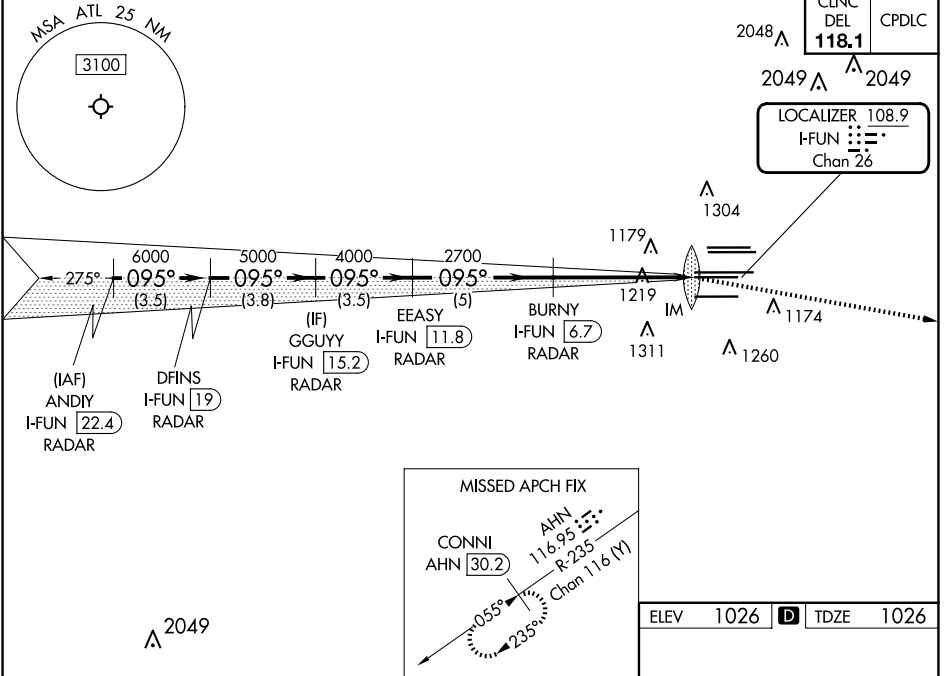 MSA ATL 25 NM
3100
CLNC
DEL
118.1
CPDLC
2048
2049
2049
LOCALIZER 108.9
I-FUN
Chan 26
1304
1179
1219
IM
1174
1311
1260
275°
6000
095°
(3.5)
5000
095°
(3.8)
4000
095°
(3.5)
2700
095°
(5)
(IAF)
ANDIY
I-FUN 22.4
RADAR
DFINS
I-FUN 19
RADAR
(IF)
GGUYY
I-FUN 15.2
RADAR
EEASY
I-FUN 11.8
RADAR
BURNY
I-FUN 6.7
RADAR
MISSED APCH FIX
CONNI
AHN 30.2
AHN
116.95
R-235
Chan 116 (Y)
055°
235°
2049
ELEV 1026 D TDZE 1026